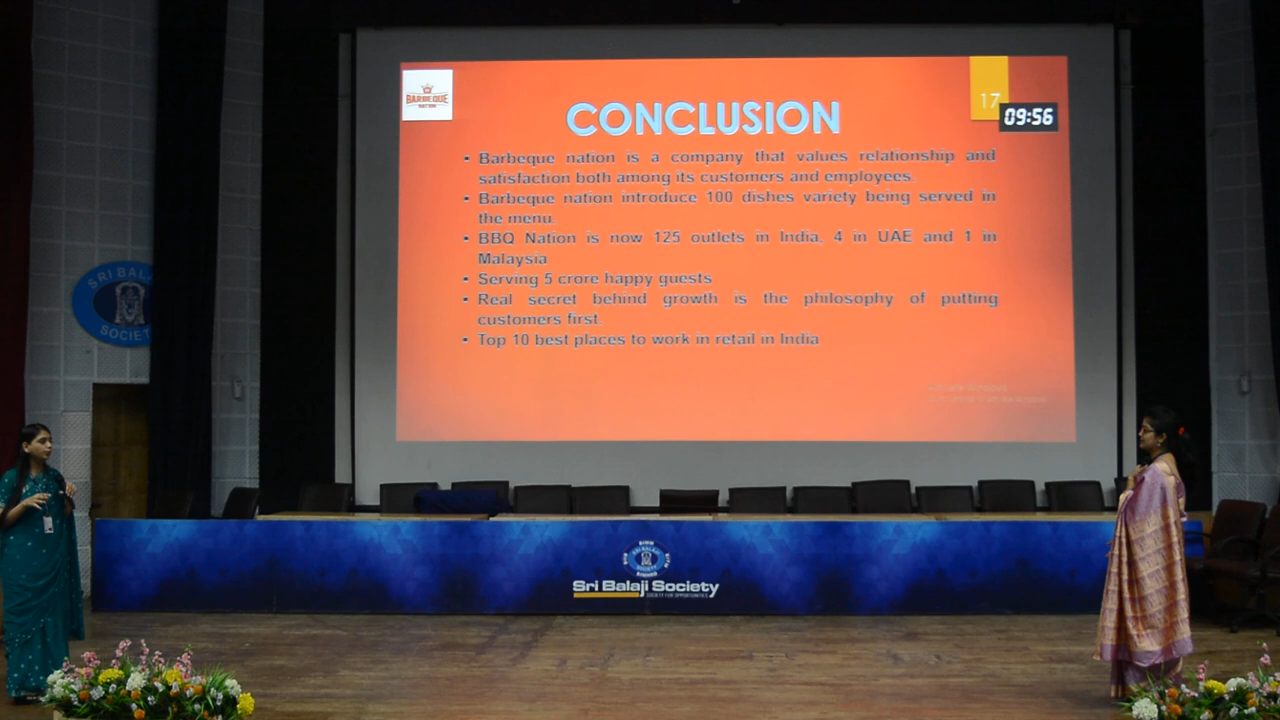 BARBEQUE
NATION
17
09:56
CONCLUSION
▪ Barbeque nation is a company that values relationship and
satisfaction both among its customers and employees.
▪ Barbeque nation introduce 100 dishes variety being served in
the menu.
▪ BBQ Nation is now 125 outlets in India, 4 in UAE and 1 in
Malaysia
▪ Serving 5 crore happy guests
▪ Real secret behind growth is the philosophy of putting
customers first.
▪ Top 10 best places to work in retail in India
Activate Windows
SRI BALA
SOCIET
SRI BALAJI
SOCIETY
Sri Balaji Society
SOCIETY FOR OPPORTUNITIES